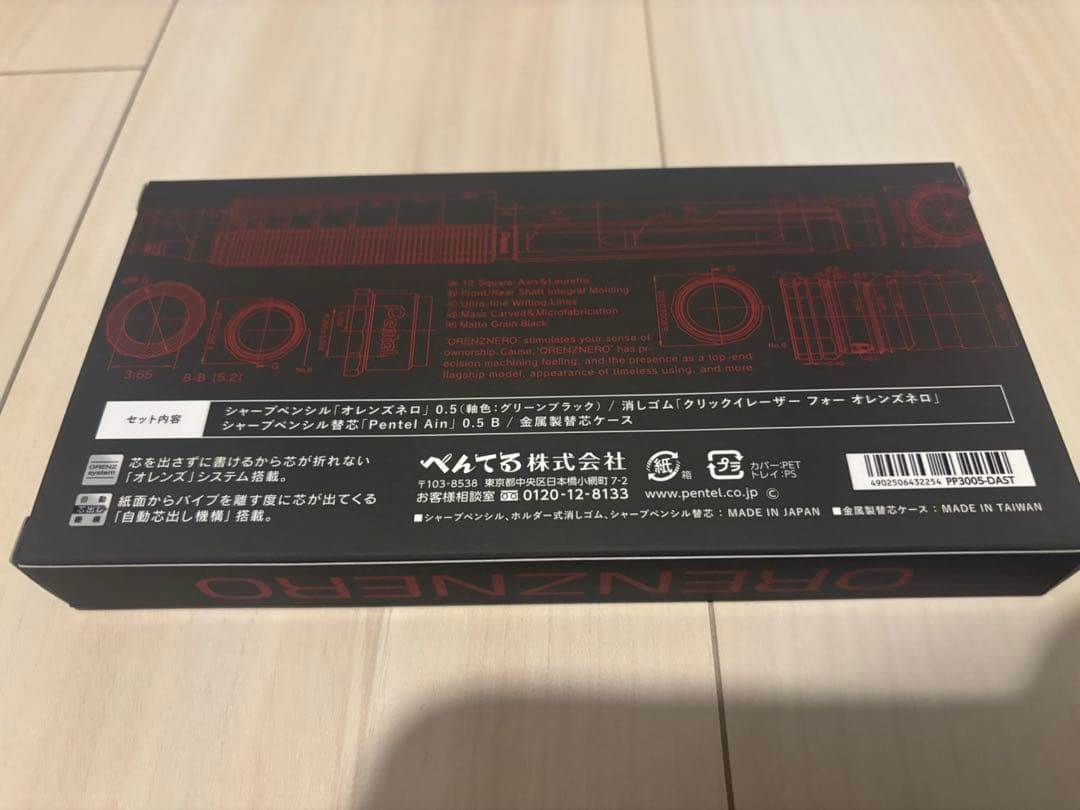 (a) 12 Square-Axis&Laurette
(b) Front/Rear Shaft Integral Molding
(c) Ultra-fine Writing Lines
(d) Mass Carved&Microfabrication
(e) Matte Grain Black
"ORENZNERO" stimulates your sense of
ownership. Cause, "ORENZNERO" has pr
ecision machining feeling, and the presence as a top-end
flagship model, appearance of timeless using, and more
Pentel
3.65
B-B (5.2)
セット内容
シャープペンシル「オレンズネロ」0.5(軸色:グリーンブラック) / 消しゴム「クリックイレーザー フォー オレンズネロ」
シャープペンシル替芯「Pentel Ain」0.5 B / 金属製替芯ケース
ORENZ
system
芯を出さずに書けるから芯が折れない
「オレンズ」システム搭載。
自動
芯出し
機構
紙面からパイプを離す度に芯が出てくる
「自動芯出し機構」搭載。
ぺんてる株式会社
〒103-8538 東京都中央区日本橋小網町7-2
お客様相談室 0120-12-8133
紙
箱
プラ
カバー:PET
トレイ:PS
www.pentel.co.jp ©
4902506432254 PP3005-DAST
■シャープペンシル、ホルダー式消しゴム、シャープペンシル替芯:MADE IN JAPAN ■金属製替芯ケース:MADE IN TAIWAN
ORENZNERO